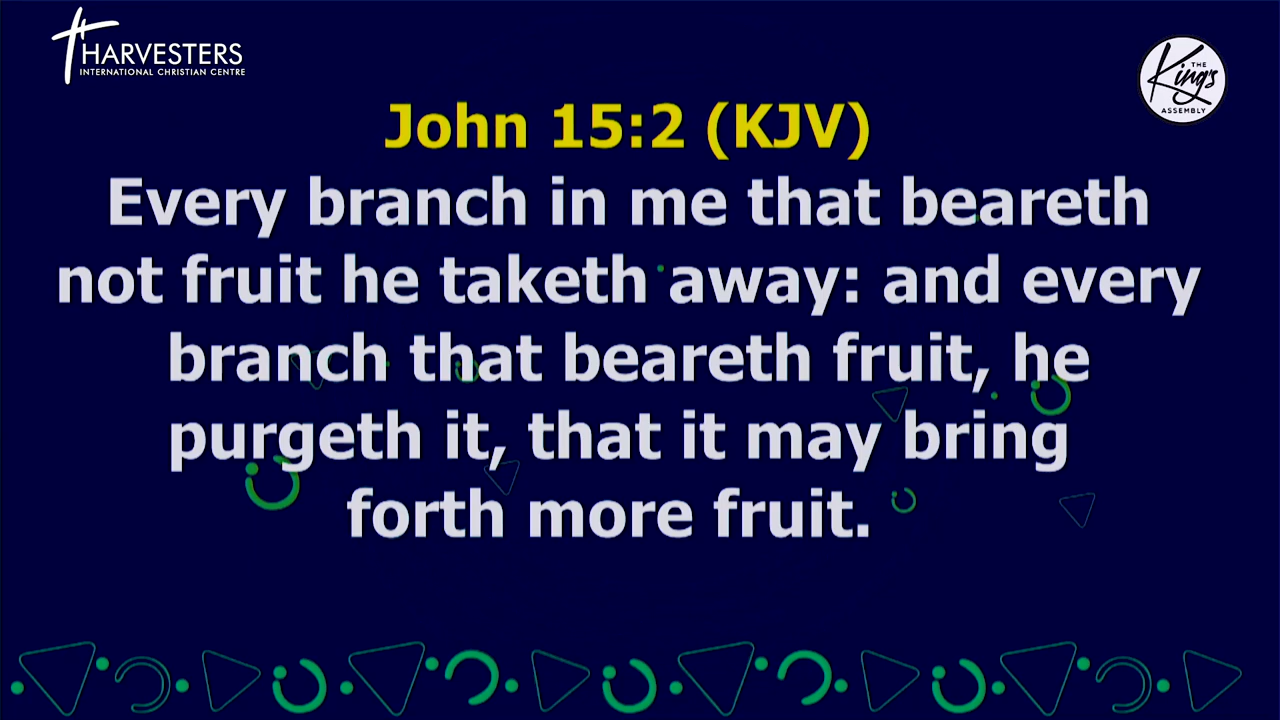 HARVESTERS
INTERNATIONAL CHRISTIAN CENTRE
THE
King's
ASSEMBLY
John 15:2 (KJV)
Every branch in me that beareth
not fruit he taketh away: and every
branch that beareth fruit, he
purgeth it, that it may bring
forth more fruit.